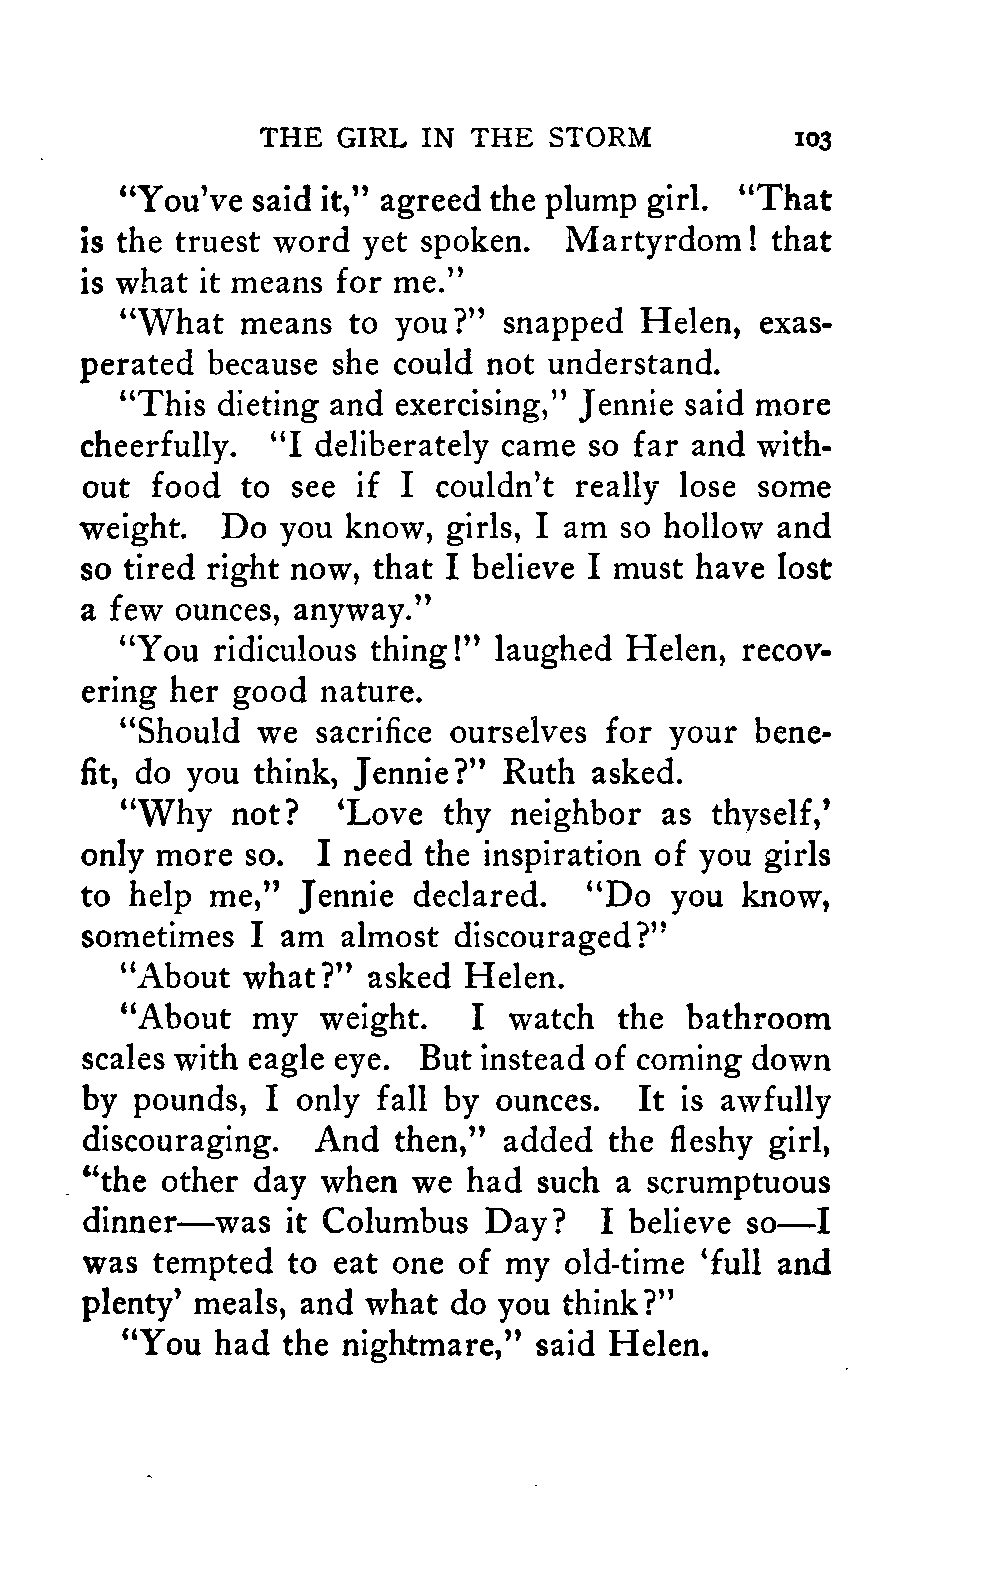 THE GIRL IN THE STORM 103
“You’ve said it,” agreed the plump girl. “That
is the truest word yet spoken. Martyrdom! that
is what it means for me.”
“What means to you?” snapped Helen, exas-
perated because she could not understand.
“This dieting and exercising,” Jennie said more
cheerfully. “I deliberately came so far and with-
out food to see if I couldn’t really lose some
weight. Do you know, girls, I am so hollow and
so tired right now, that I believe I must have lost
a few ounces, anyway.”
“You ridiculous thing!” laughed Helen, recov-
ering her good nature.
“Should we sacrifice ourselves for your bene-
fit, do you think, Jennie?” Ruth asked.
“Why not? ‘Love thy neighbor as thyself,’
only more so. I need the inspiration of you girls
to help me,” Jennie declared. “Do you know,
sometimes I am almost discouraged?”
“About what?” asked Helen.
“About my weight. I watch the bathroom
scales with eagle eye. But instead of coming down
by pounds, I only fall by ounces. It is awfully
discouraging. And then,” added the fleshy girl,
“the other day when we had such a scrumptuous
dinner—was it Columbus Day? I believe so—I
was tempted to eat one of my old-time ‘full and
plenty’ meals, and what do you think?”
“You had the nightmare,” said Helen.